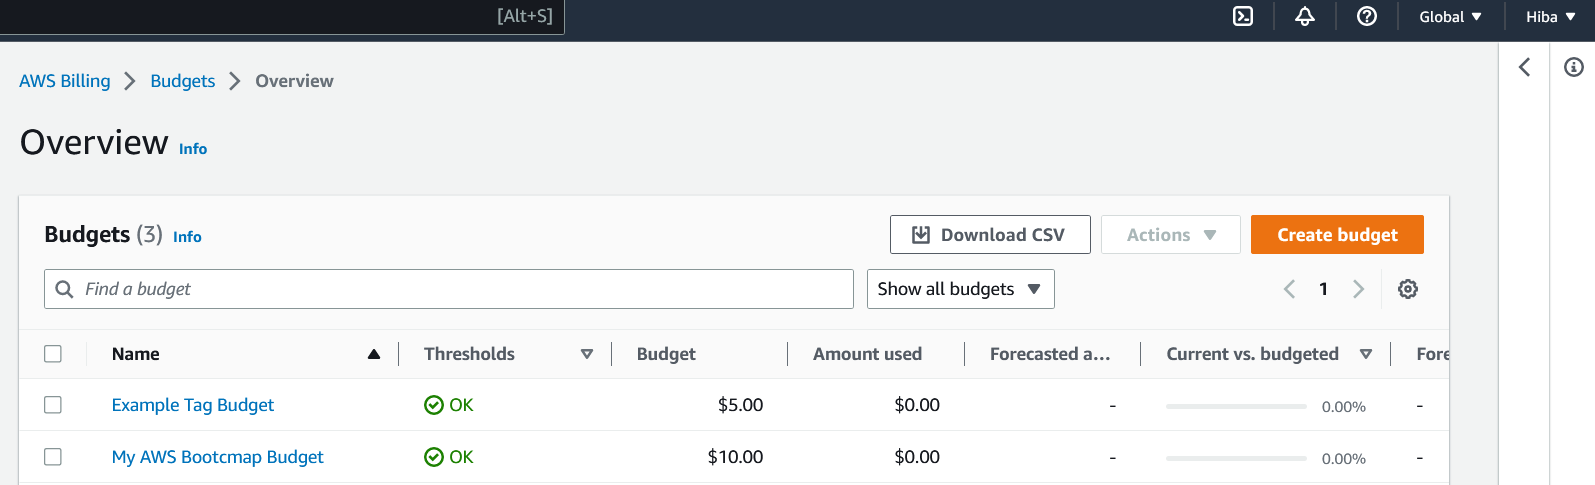 [Alt+S] Global ▼ Hiba ▼
AWS Billing > Budgets > Overview
Overview Info
Budgets (3) Info Download CSV Actions ▼ Create budget
Find a budget Show all budgets ▼ < 1 >
Name ▲ Thresholds ▽ Budget Amount used Forecasted a... Current vs. budgeted ▽ Fore
Example Tag Budget OK $5.00 $0.00 - 0.00% -
My AWS Bootcmap Budget OK $10.00 $0.00 - 0.00% -